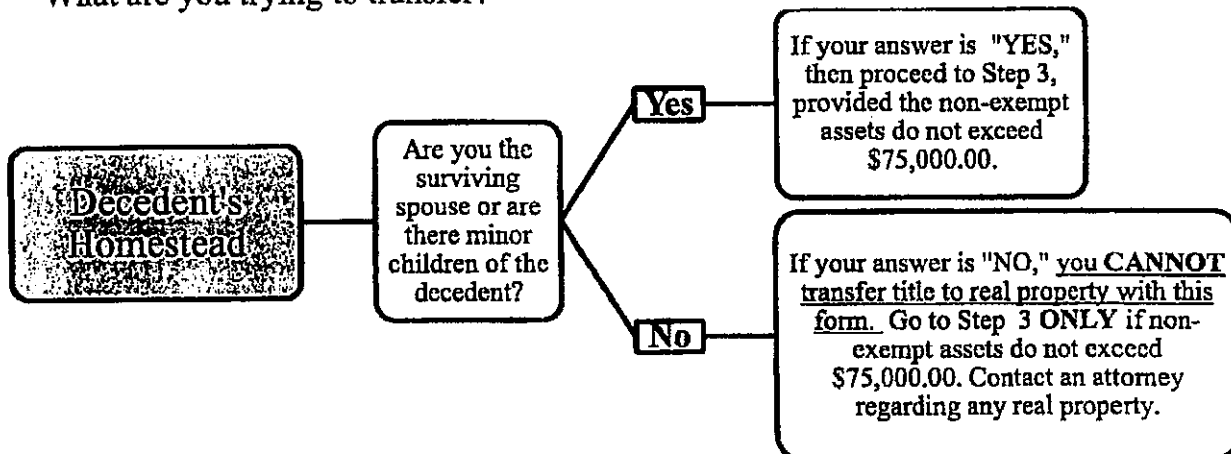 What are you trying to transfer?
Decedent's
Homestead
Are you the
surviving
spouse or are
there minor
children of the
decedent?
Yes
If your answer is "YES,"
then proceed to Step 3,
provided the non-exempt
assets do not exceed
$75,000.00.
No
If your answer is "NO," you CANNOT
transfer title to real property with this
form. Go to Step 3 ONLY if non-
exempt assets do not exceed
$75,000.00. Contact an attorney
regarding any real property.